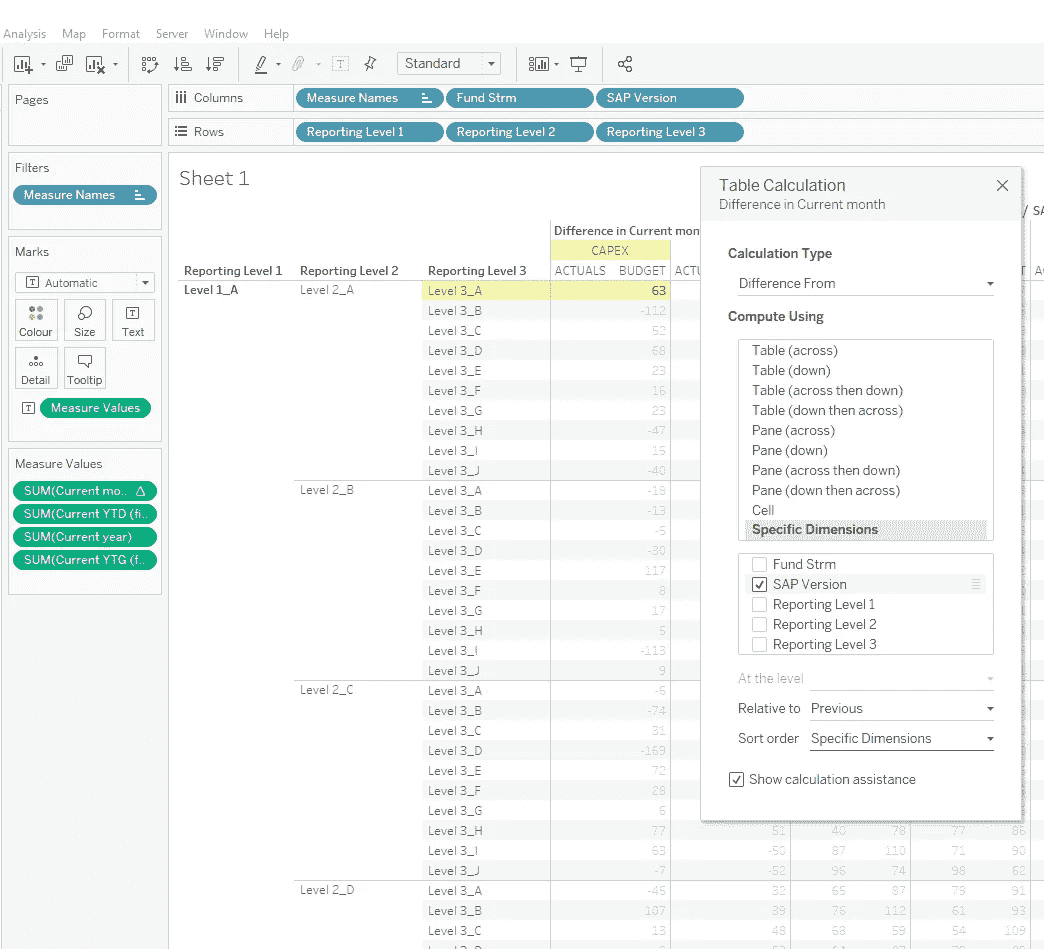 Analysis Map Format Server Window Help
Standard
Pages
Columns Measure Names Fund Strm SAP Version
Rows Reporting Level 1 Reporting Level 2 Reporting Level 3
Filters
Measure Names
Marks
Automatic
Colour Size Text
Detail Tooltip
Measure Values
Measure Values
SUM(Current mo..
SUM(Current YTD (fi..
SUM(Current year)
SUM(Current YTG (f..
Sheet 1
Difference in Current mon
CAPEX
Reporting Level 1 Reporting Level 2 Reporting Level 3 ACTUALS BUDGET ACTU
Level 1_A Level 2_A Level 3_A 63
Level 3_B -112
Level 3_C 52
Level 3_D 68
Level 3_E 23
Level 3_F 16
Level 3_G 23
Level 3_H -47
Level 3_I 15
Level 3_J -40
Level 2_B Level 3_A
Level 3_B -13
Level 3_C -5
Level 3_D
Level 3_E 117
Level 3_F 8
Level 3_G 17
Level 3_H
Level 3_I -113
Level 3_J 9
Level 2_C Level 3_A
Level 3_B -74
Level 3_C 31
Level 3_D -169
Level 3_E 72
Level 3_F 28
Level 3_G
Level 3_H 77 51 40 78 77 86
Level 3_I 63 -50 87 110 71 90
Level 3_J -7 -52 96 74 98 62
Level 2_D Level 3_A -45 32 65 87 79 91
Level 3_B 107 39 76 112 61 93
Level 3_C 13 48 68 59 54 109
/ SA
Table Calculation
Difference in Current month
Calculation Type
Difference From
Compute Using
Table (across)
Table (down)
Table (across then down)
Table (down then across)
Pane (across)
Pane (down)
Pane (across then down)
Pane (down then across)
Cell
Specific Dimensions
Fund Strm
SAP Version
Reporting Level 1
Reporting Level 2
Reporting Level 3
At the level
Relative to Previous
Sort order Specific Dimensions
Show calculation assistance